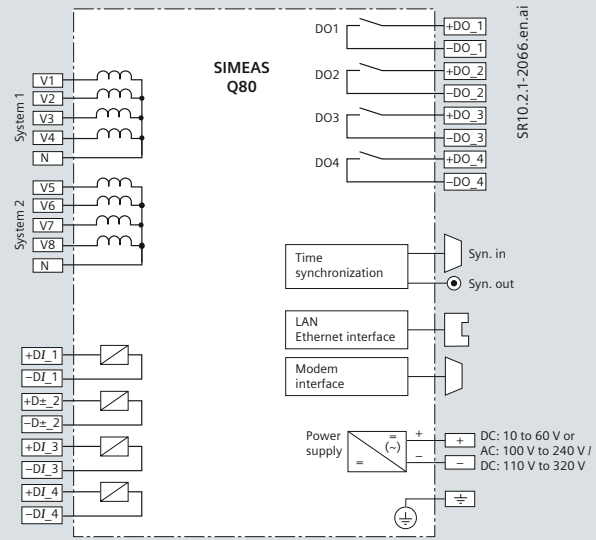 SIMEAS
Q80
System 1
V1
V2
V3
V4
N
System 2
V5
V6
V7
V8
N
+DI_1
−DI_1
+D±_2
−D±_2
+DI_3
−DI_3
+DI_4
−DI_4
DO1
+DO_1
−DO_1
DO2
+DO_2
−DO_2
DO3
+DO_3
−DO_3
DO4
+DO_4
−DO_4
Time
synchronization
Syn. in
Syn. out
LAN
Ethernet interface
Modem
interface
Power
supply
=
(~)
=
+
−
+
−
DC: 10 to 60 V or
AC: 100 V to 240 V /
DC: 110 V to 320 V
SR10.2.1-2066.en.ai